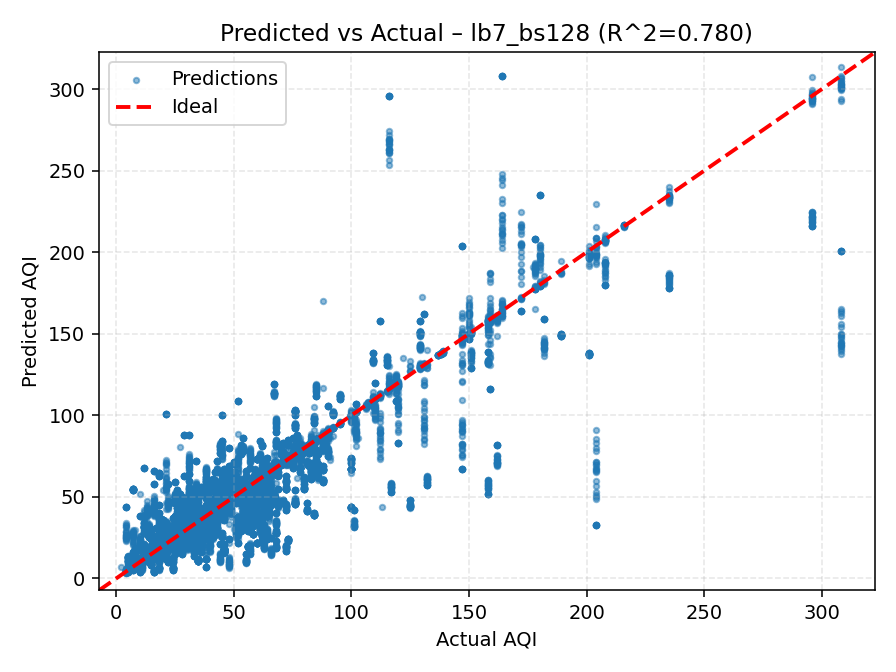 Predicted vs Actual – lb7_bs128 (R^2=0.780)
Predictions
Ideal
Predicted AQI
300
250
200
150
100
50
0
0 50 100 150 200 250 300
Actual AQI